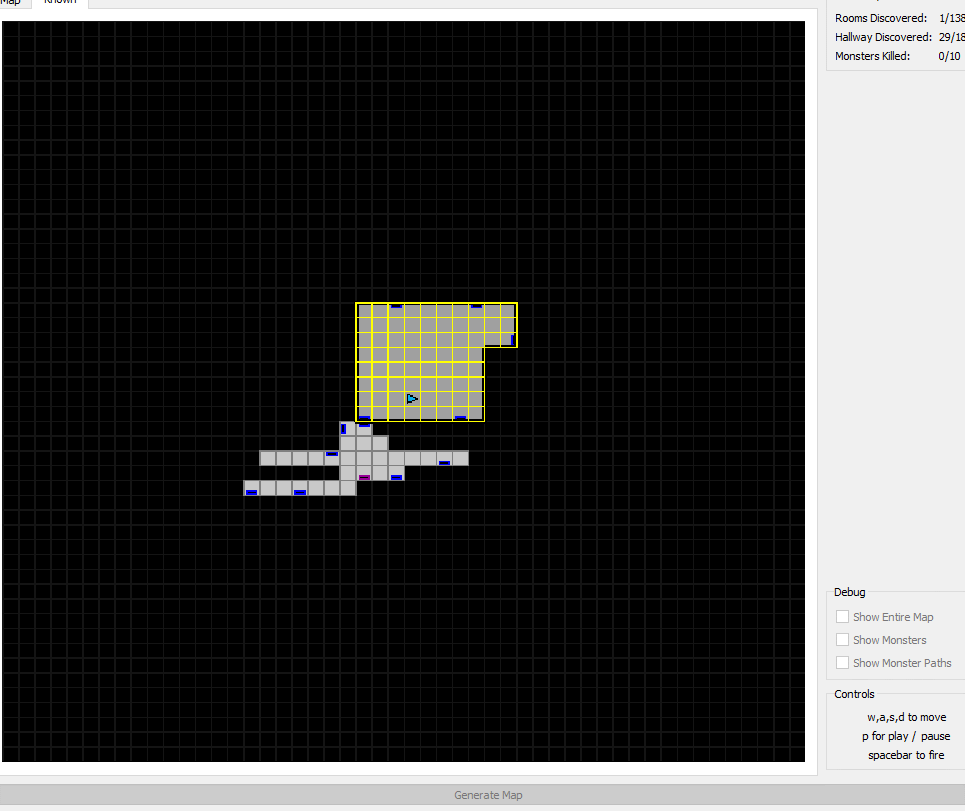 Map Known
Rooms Discovered: 1/138
Hallway Discovered: 29/18
Monsters Killed: 0/10
Debug
Show Entire Map
Show Monsters
Show Monster Paths
Controls
w,a,s,d to move
p for play / pause
spacebar to fire
Generate Map